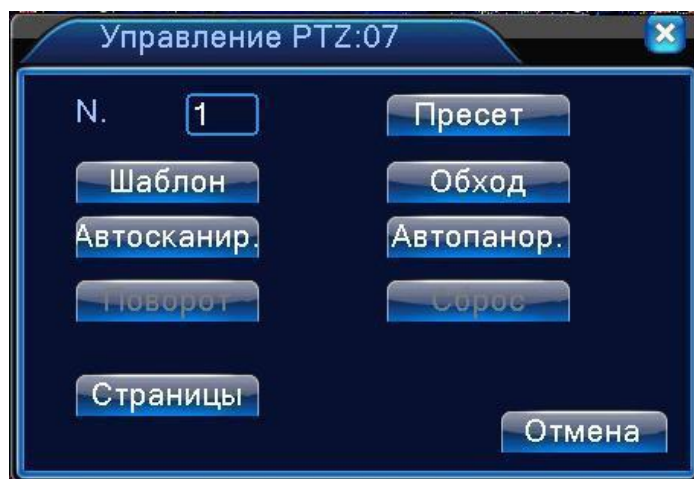 Управление PTZ:07
N. 1 Пресет
Шаблон Обход
Автосканир. Автопанор.
Поворот Сброс
Страницы
Отмена